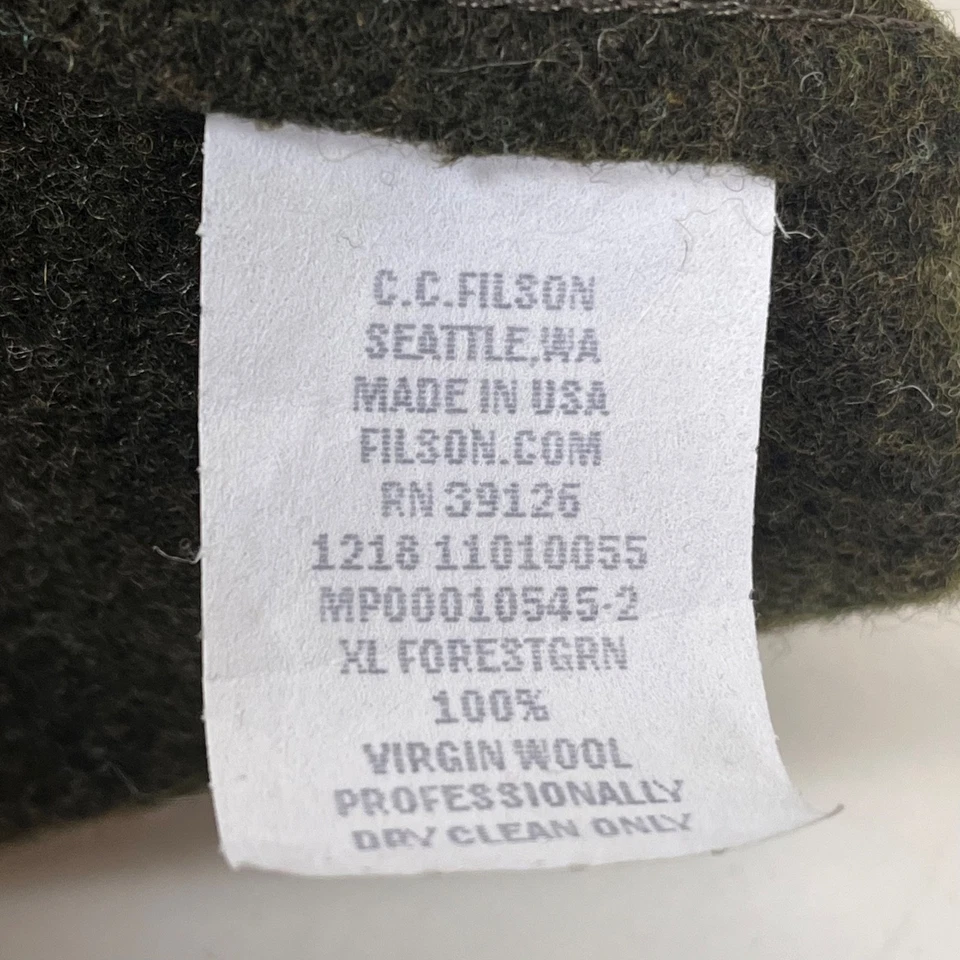 C.C.FILSON
SEATTLE,WA
MADE IN USA
FILSON.COM
RN 39126
1218 11010055
MP00010545-2
XL FORESTGRN
100%
VIRGIN WOOL
PROFESSIONALLY
DRY CLEAN ONLY